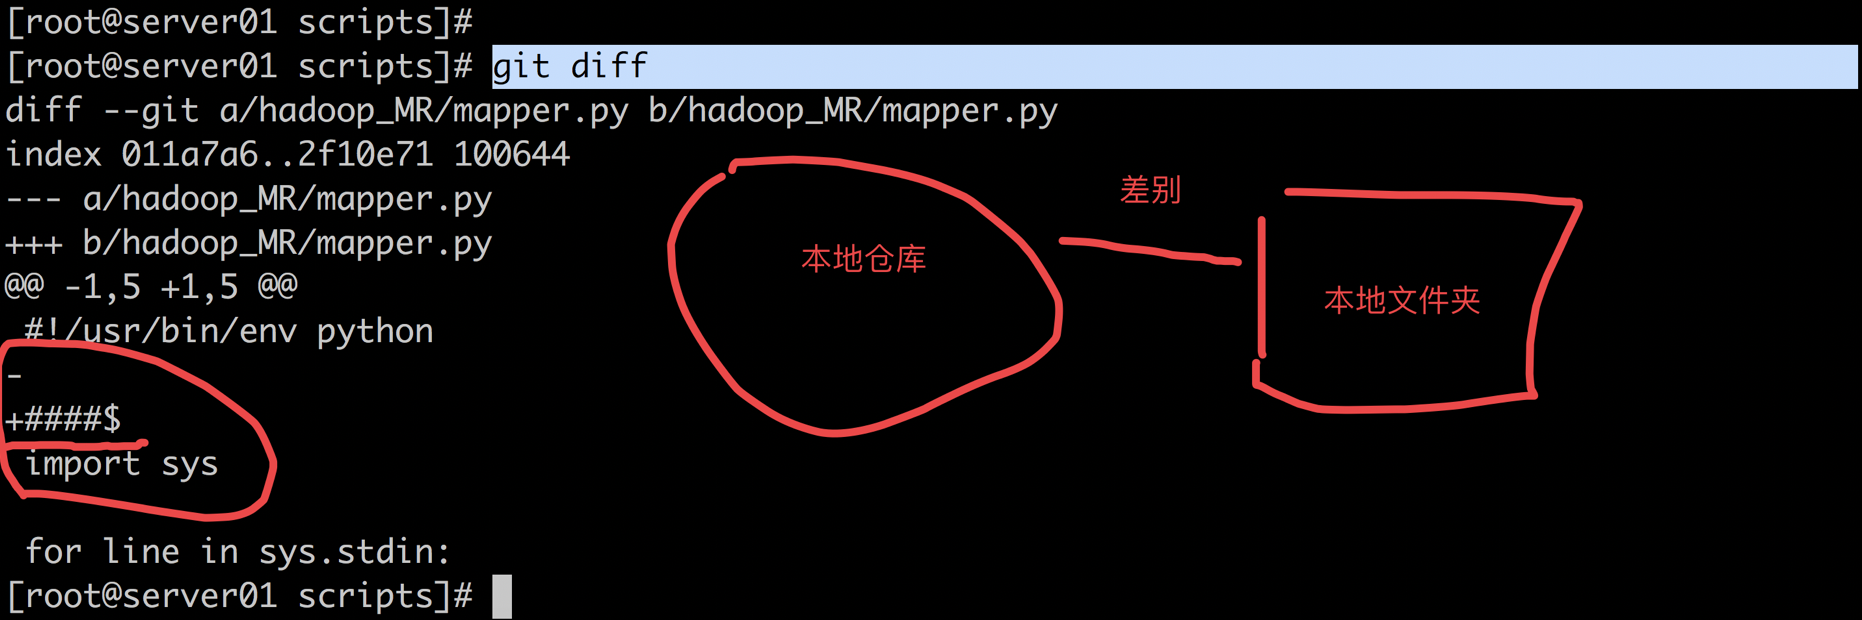 [root@server01 scripts]#
[root@server01 scripts]# git diff
diff --git a/hadoop_MR/mapper.py b/hadoop_MR/mapper.py
index 011a7a6..2f10e71 100644
--- a/hadoop_MR/mapper.py
+++ b/hadoop_MR/mapper.py
@@ -1,5 +1,5 @@
 #!/usr/bin/env python
-
+####$
 import sys
 for line in sys.stdin:
[root@server01 scripts]#
差别
本地仓库
本地文件夹